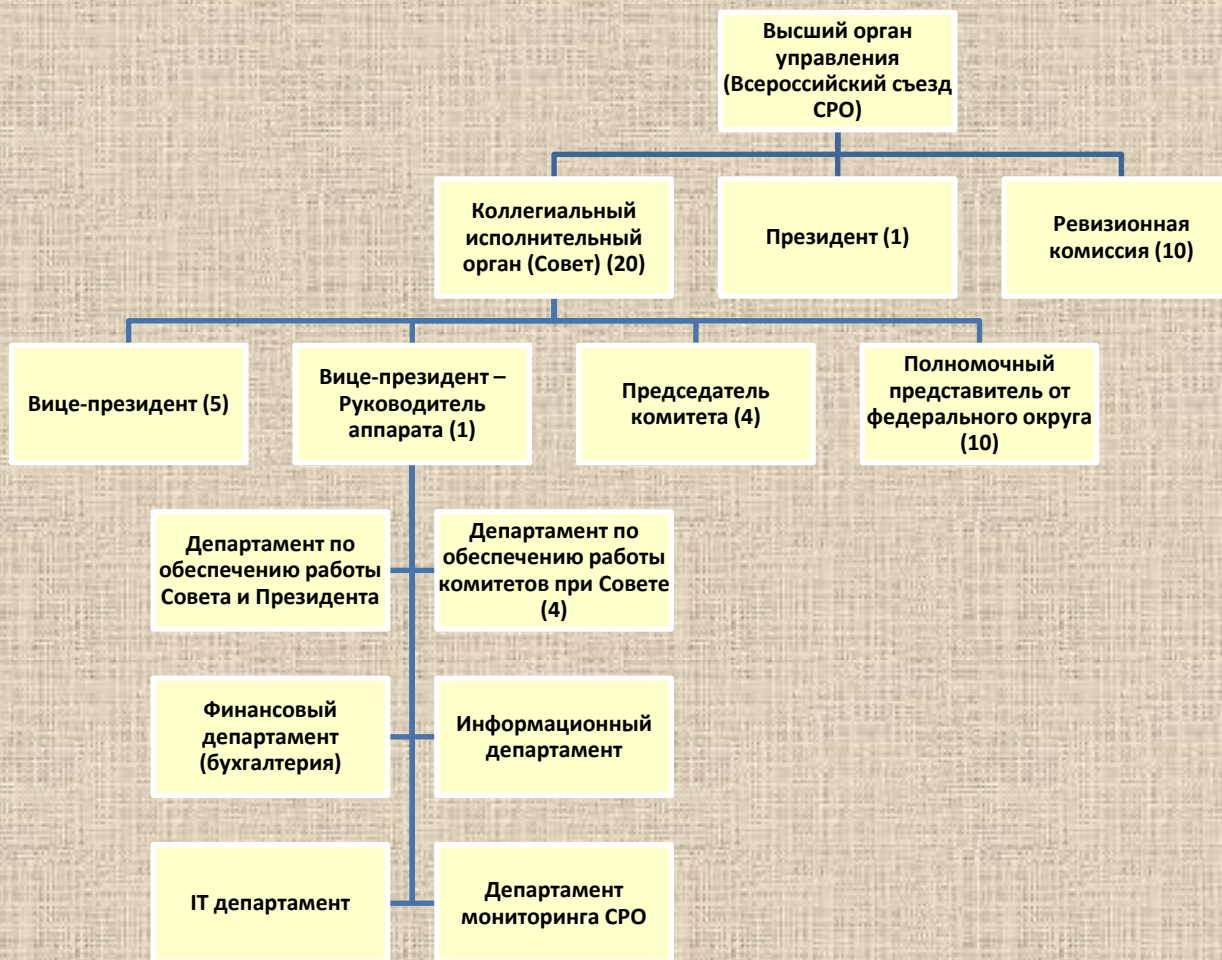 Высший орган
управления
(Всероссийский съезд
СРО)
Коллегиальный
исполнительный
орган (Совет) (20)
Президент (1)
Ревизионная
комиссия (10)
Вице-президент (5)
Вице-президент –
Руководитель
аппарата (1)
Председатель
комитета (4)
Полномочный
представитель от
федерального округа
(10)
Департамент по
обеспечению работы
Совета и Президента
Департамент по
обеспечению работы
комитетов при Совете
(4)
Финансовый
департамент
(бухгалтерия)
Информационный
департамент
IT департамент
Департамент
мониторинга СРО